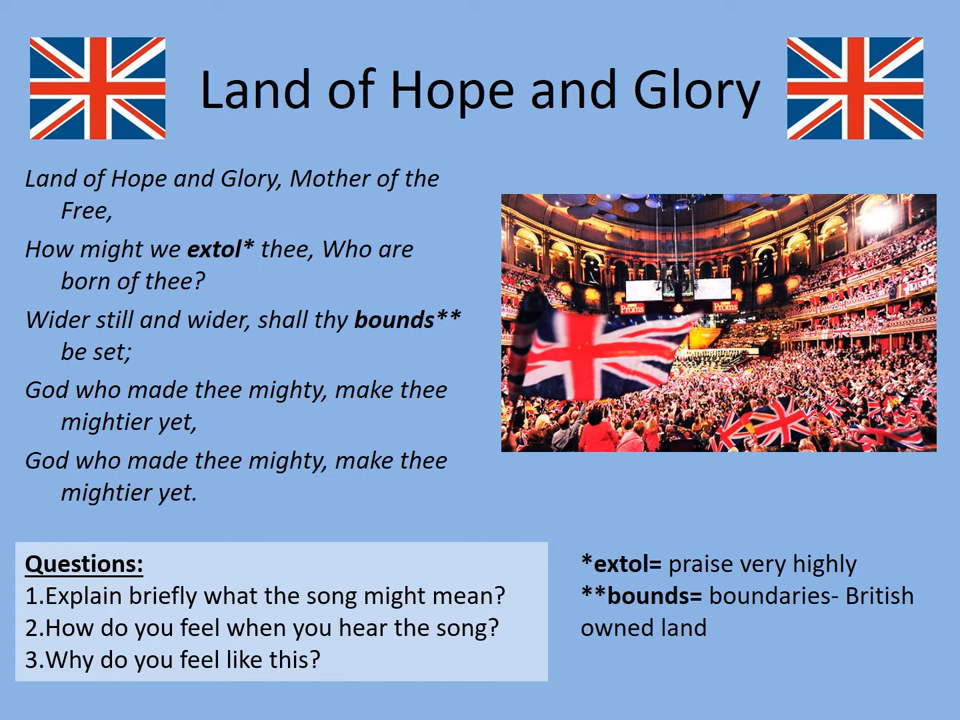 Land of Hope and Glory
Land of Hope and Glory, Mother of the
Free,
How might we extol* thee, Who are
born of thee?
Wider still and wider, shall thy bounds**
be set;
God who made thee mighty, make thee
mightier yet,
God who made thee mighty, make thee
mightier yet.
Proms
Proms
Questions:
1.Explain briefly what the song might mean?
2.How do you feel when you hear the song?
3.Why do you feel like this?
*extol= praise very highly
**bounds= boundaries- British
owned land